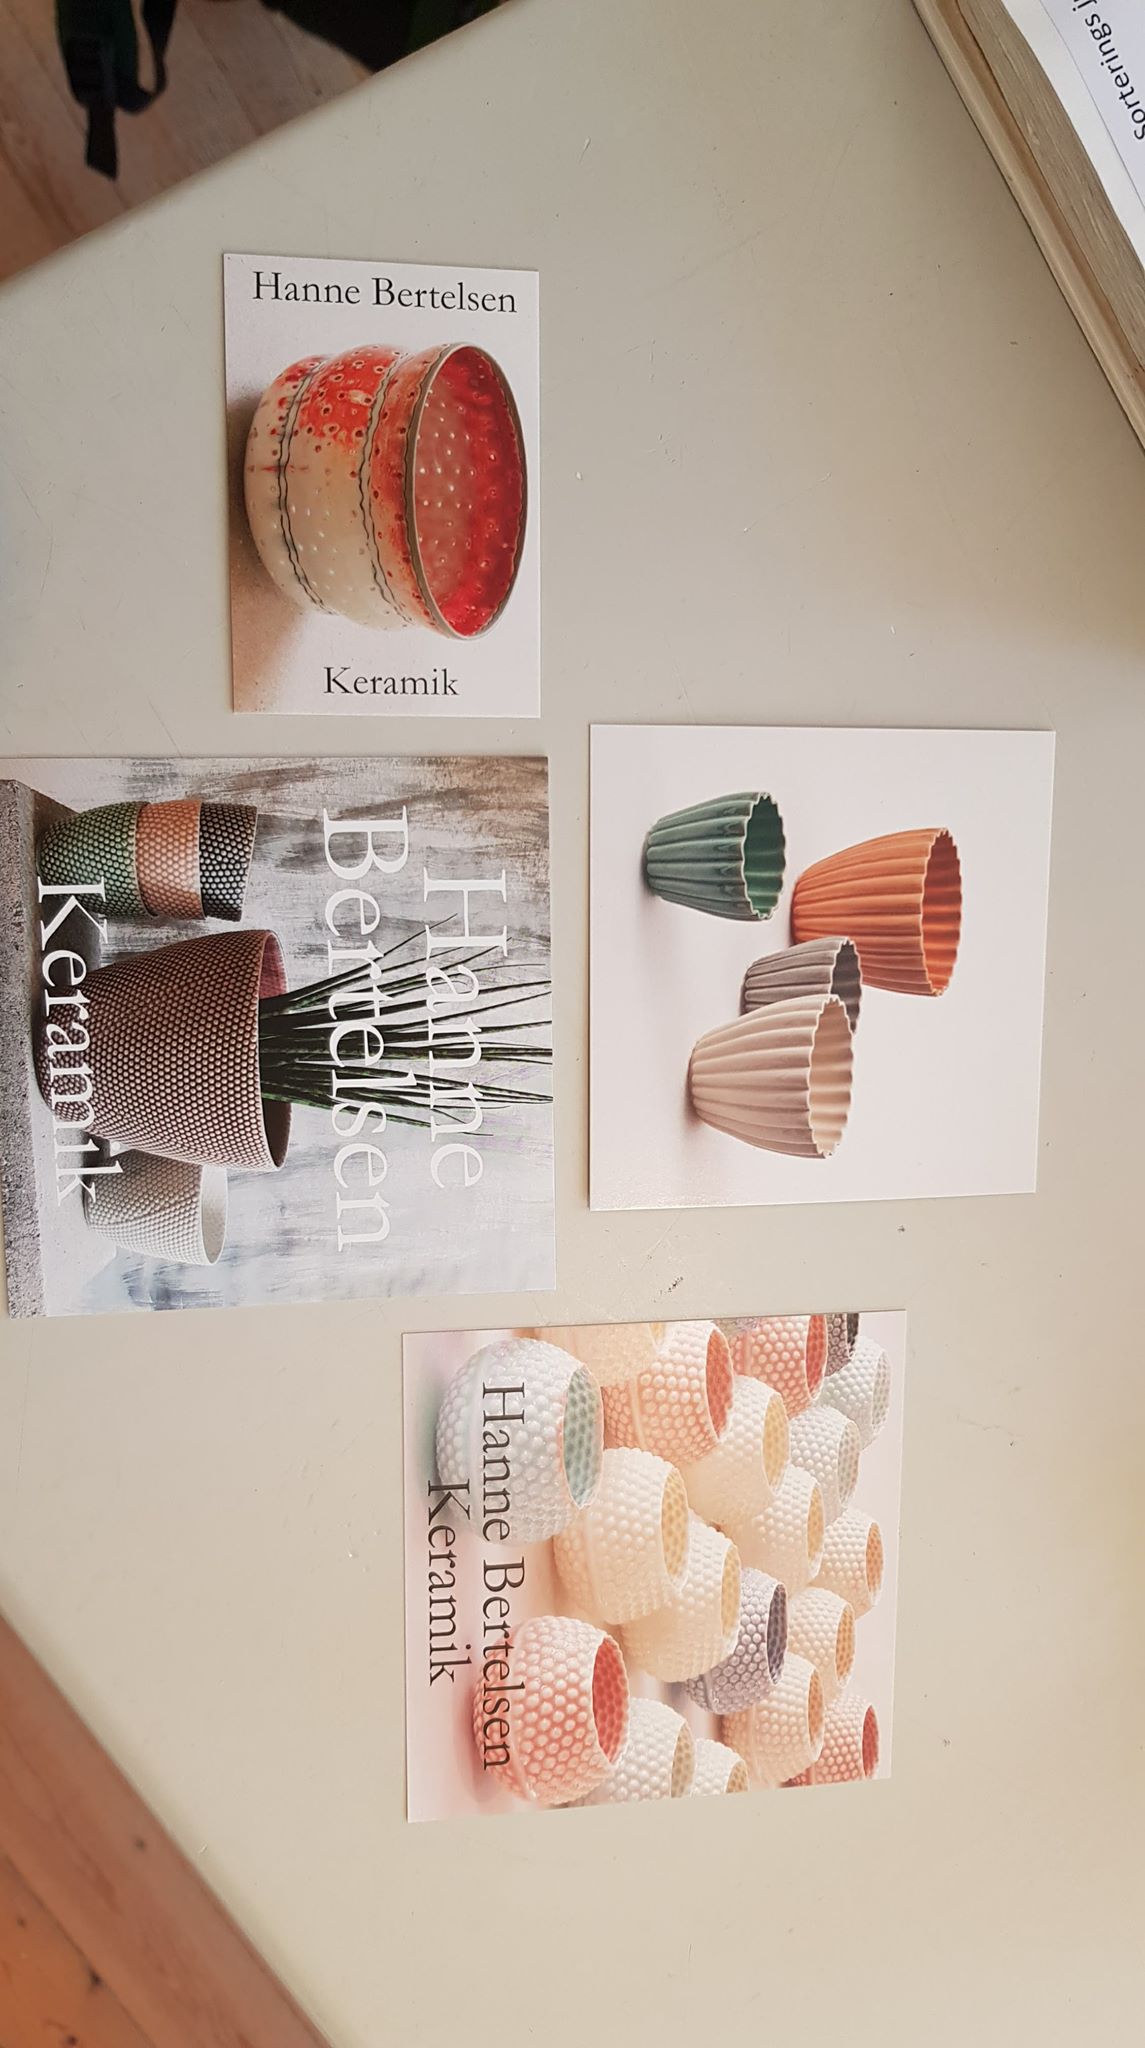 Hanne Bertelsen
Keramik
Hanne
Bertelsen
Keramik
Hanne Bertelsen
Keramik
Sorterings